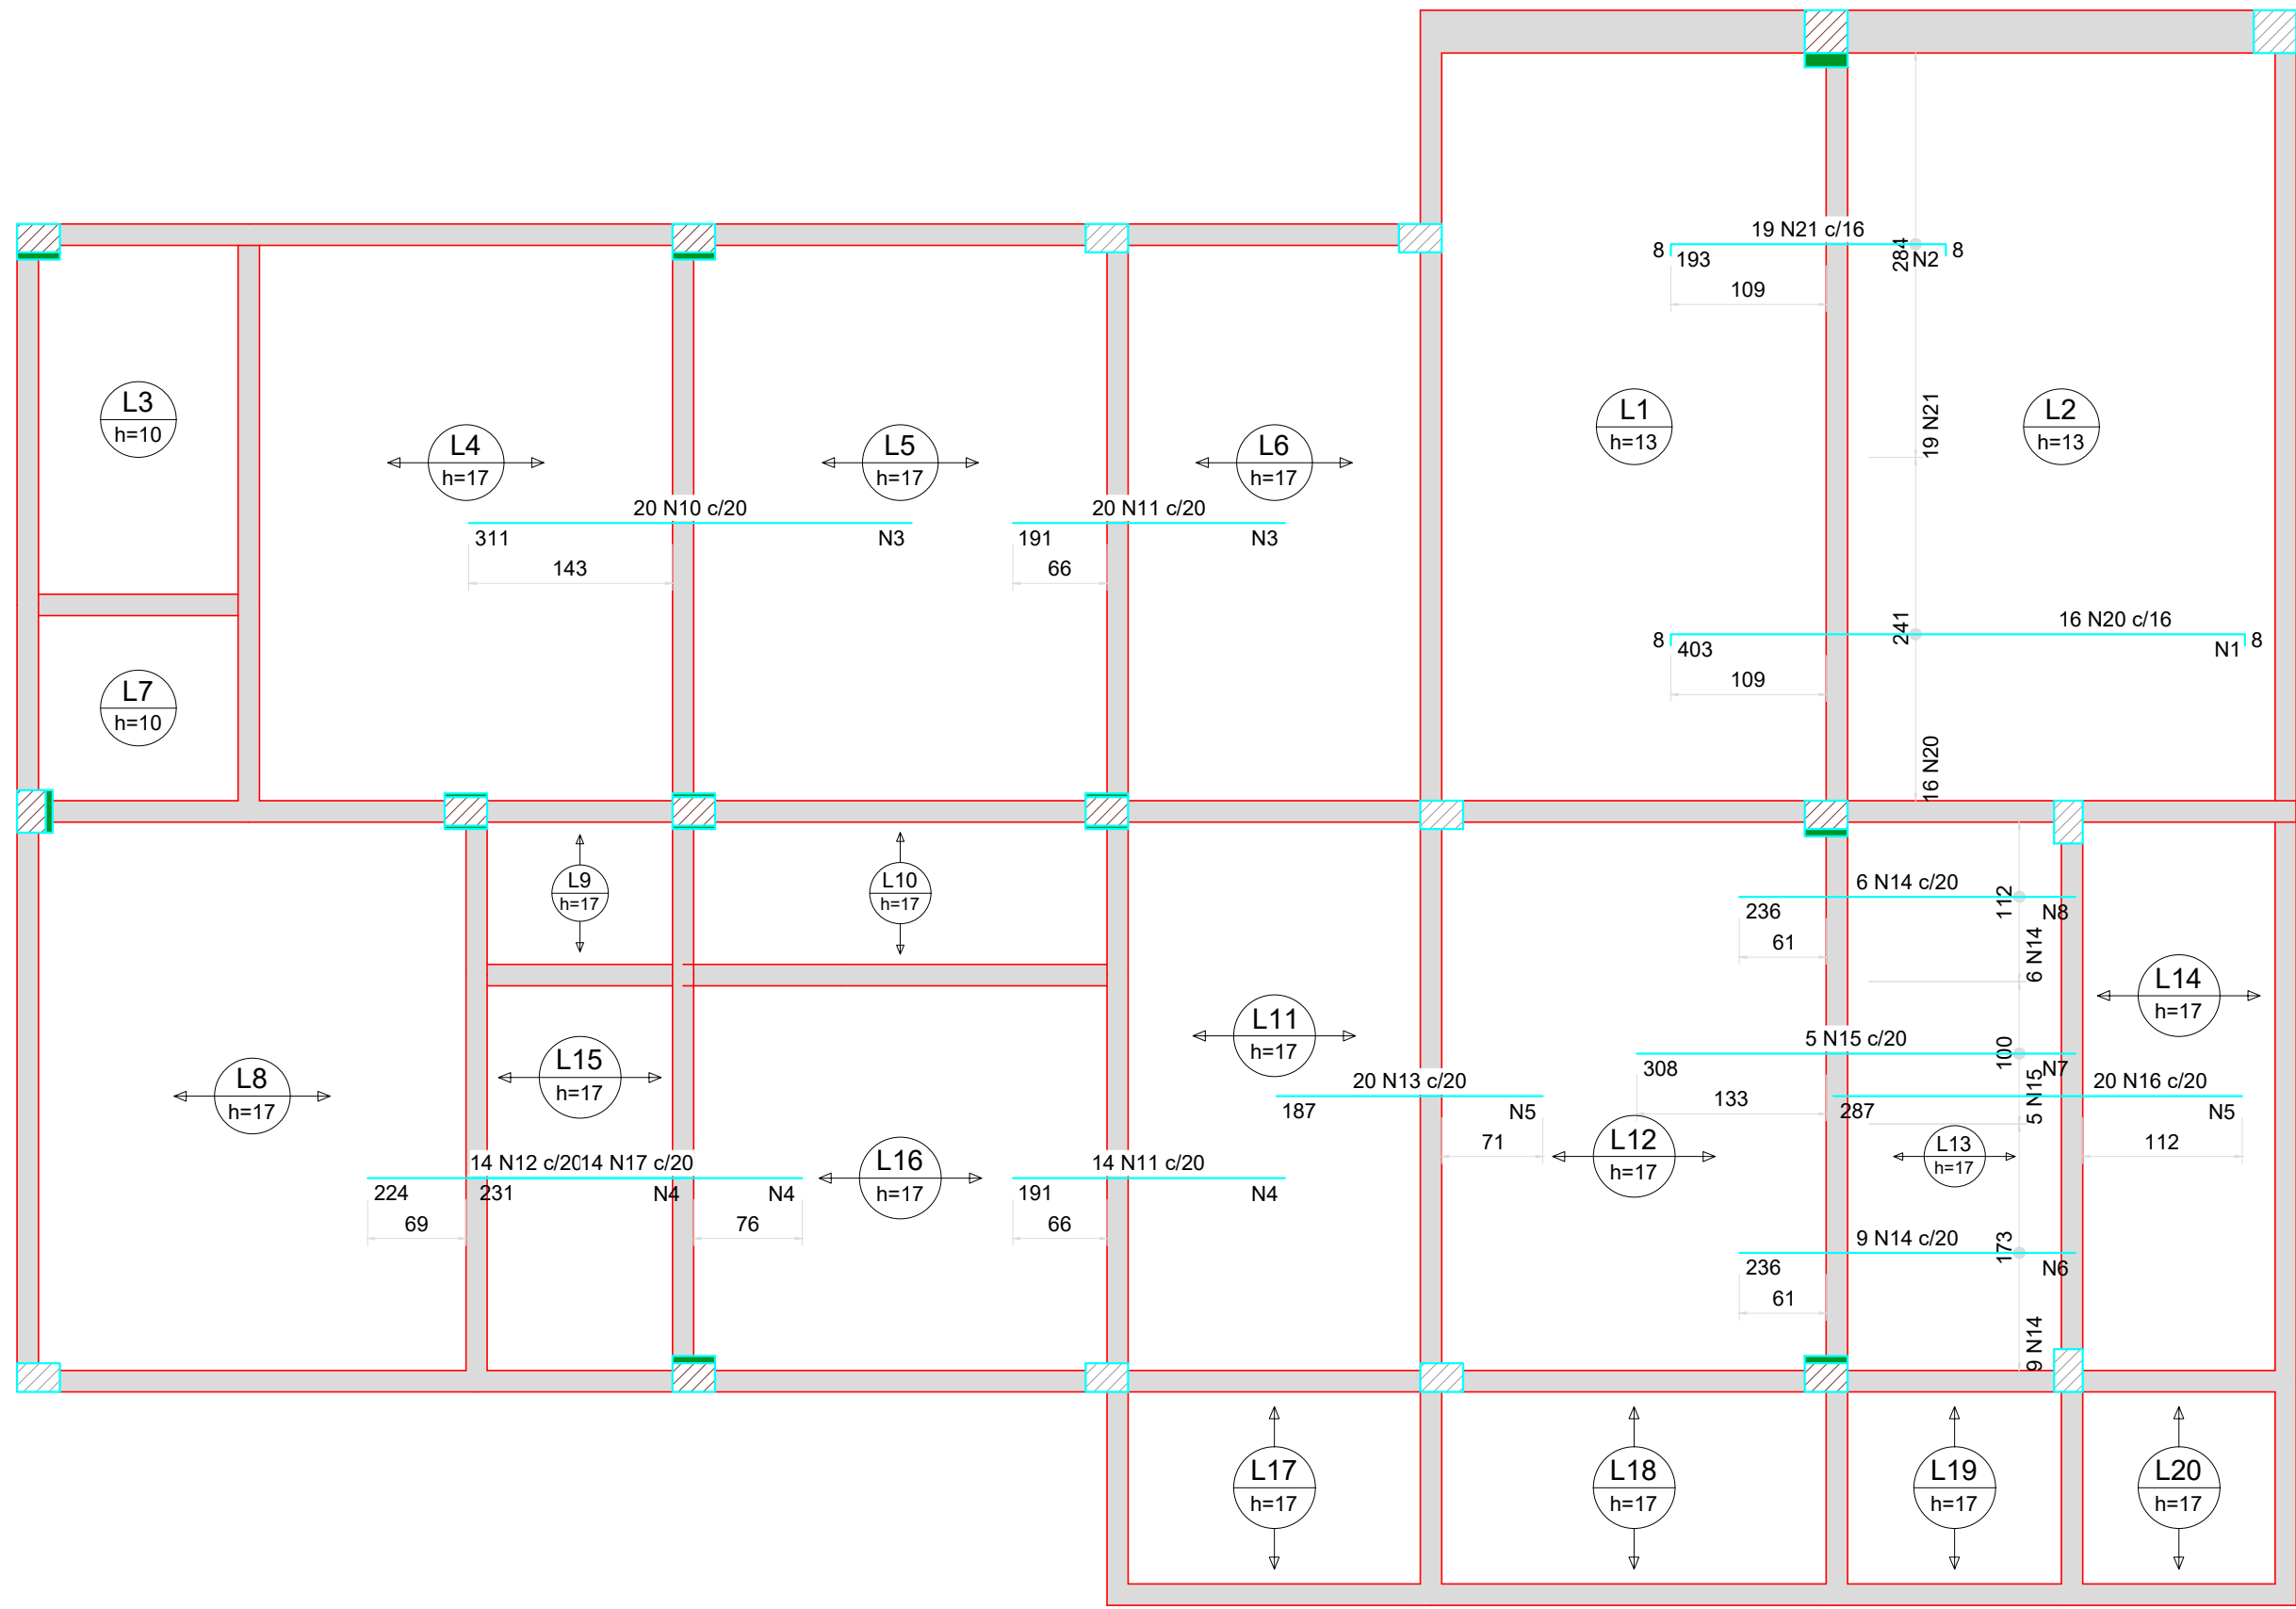 19 N21 c/16
8
193
N2
8
109
284
L3
h=10
L4
h=17
L5
h=17
L6
h=17
L1
h=13
19 N21
L2
h=13
20 N10 c/20
311
N3
143
20 N11 c/20
191
N3
66
16 N20 c/16
241
8
403
N1
8
109
L7
h=10
16 N20
L9
h=17
L10
h=17
6 N14 c/20
112
236
N8
61
6 N14
L14
h=17
L11
h=17
5 N15 c/20
100
308
N7
133
5 N15
20 N16 c/20
287
N5
112
20 N13 c/20
187
N5
71
L8
h=17
L15
h=17
L12
h=17
L13
h=17
14 N12 c/20
14 N17 c/20
224
231
N4
N4
69
76
L16
h=17
14 N11 c/20
191
N4
66
9 N14 c/20
173
236
N6
61
9 N14
L17
h=17
L18
h=17
L19
h=17
L20
h=17